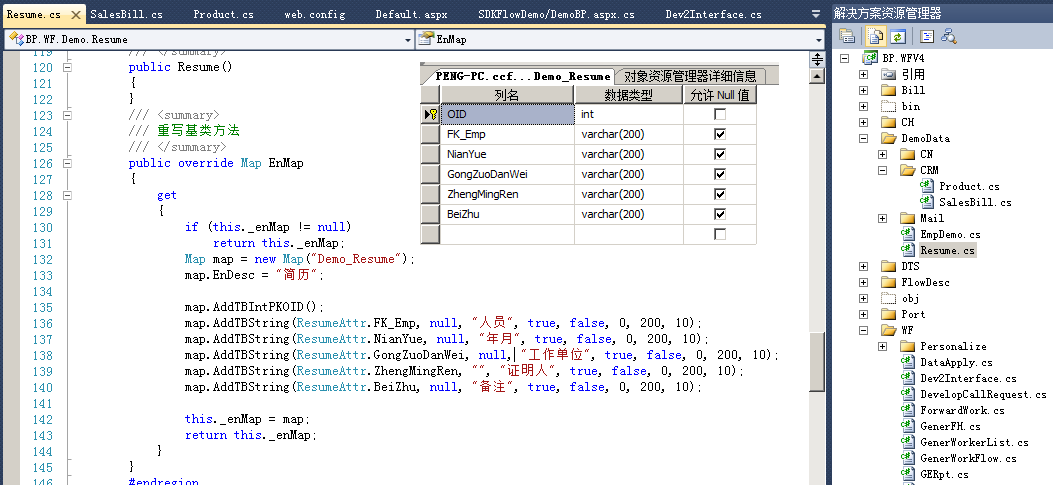 Resume.cs SalesBill.cs Product.cs web.config Default.aspx SDKFlowDemo/DemoBP.aspx.cs Dev2Interface.cs
BP.WF.Demo.Resume EnMap
119 /// </summary>
120 public Resume()
121 {
122 }
123 /// <summary>
124 /// 重写基类方法
125 /// </summary>
126 public override Map EnMap
127 {
128 get
129 {
130 if (this._enMap != null)
131 return this._enMap;
132 Map map = new Map("Demo_Resume");
133 map.EnDesc = "简历";
134
135 map.AddTBIntPKOID();
136 map.AddTBString(ResumeAttr.FK_Emp, null, "人员", true, false, 0, 200, 10);
137 map.AddTBString(ResumeAttr.NianYue, null, "年月", true, false, 0, 200, 10);
138 map.AddTBString(ResumeAttr.GongZuoDanWei, null, "工作单位", true, false, 0, 200, 10);
139 map.AddTBString(ResumeAttr.ZhengMingRen, "", "证明人", true, false, 0, 200, 10);
140 map.AddTBString(ResumeAttr.BeiZhu, null, "备注", true, false, 0, 200, 10);
141
142 this._enMap = map;
143 return this._enMap;
144 }
145 }
146 #endregion
PENG-PC.ccf...Demo_Resume 对象资源管理器详细信息
列名 数据类型 允许 Null 值
OID int
FK_Emp varchar(200)
NianYue varchar(200)
GongZuoDanWei varchar(200)
ZhengMingRen varchar(200)
BeiZhu varchar(200)
解决方案资源管理器
BP.WFV4
引用
Bill
bin
CH
DemoData
CN
CRM
Product.cs
SalesBill.cs
Mail
EmpDemo.cs
Resume.cs
DTS
FlowDesc
obj
Port
WF
Personalize
DataApply.cs
Dev2Interface.cs
DevelopCallRequest.cs
ForwardWork.cs
GenerFH.cs
GenerWorkerList.cs
GenerWorkFlow.cs
GERpt.cs